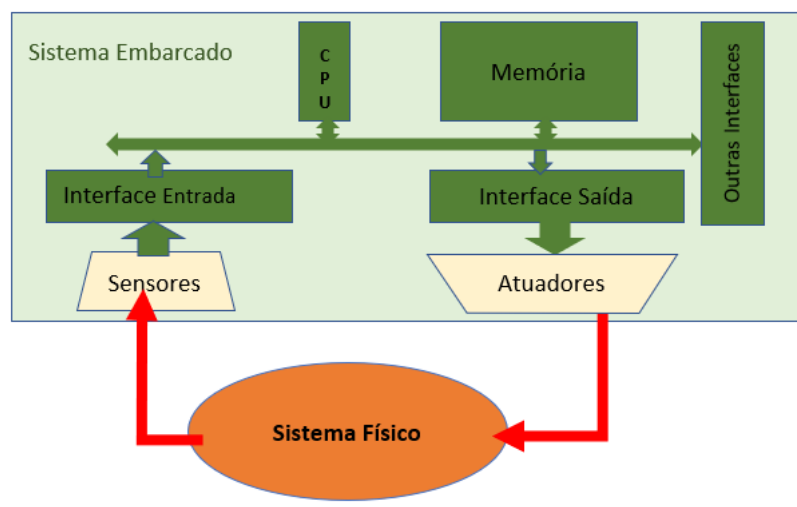 Sistema Embarcado
C
P
U
Memória
Outras Interfaces
Interface Entrada
Interface Saída
Sensores
Atuadores
Sistema Físico